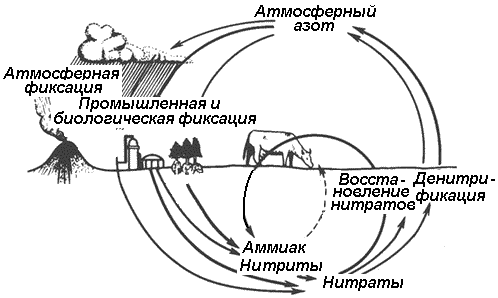 Атмосферный
азот
Атмосферная
фиксация
Промышленная и
биологическая фиксация
Восста-
новление
нитратов
Денитри-
фикация
Аммиак
Нитриты
Нитраты